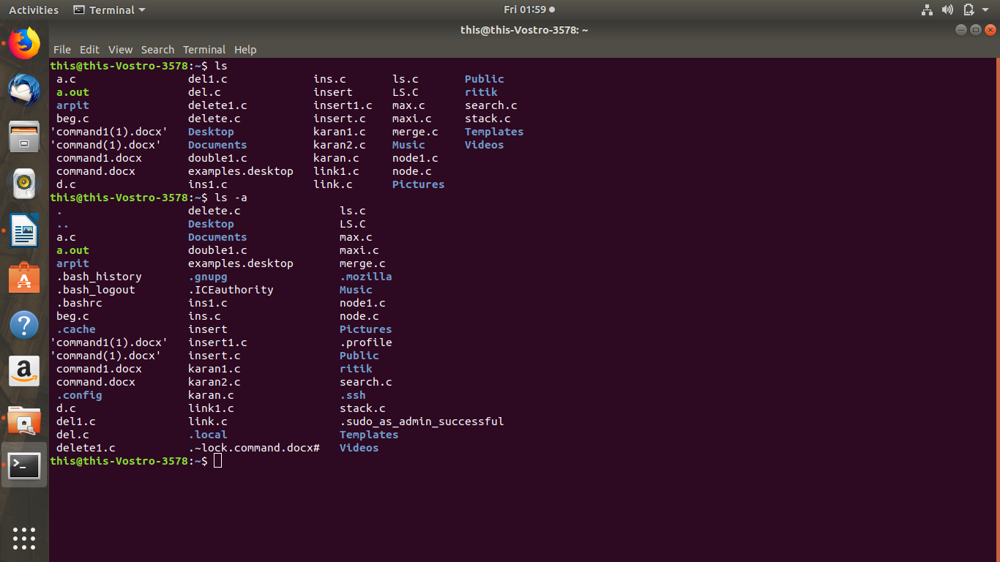 Activities Terminal Fri 01:59
this@this-Vostro-3578: ~
File Edit View Search Terminal Help
this@this-Vostro-3578:~$ ls
a.c del1.c ins.c ls.c Public
a.out del.c insert LS.C ritik
arpit delete1.c insert1.c max.c search.c
beg.c delete.c insert.c maxi.c stack.c
'command1(1).docx' Desktop karan1.c merge.c Templates
'command(1).docx' Documents karan2.c Music Videos
command1.docx double1.c karan.c node1.c
command.docx examples.desktop link1.c node.c
d.c ins1.c link.c Pictures
this@this-Vostro-3578:~$ ls -a
. delete.c ls.c
.. Desktop LS.C
a.c Documents max.c
a.out double1.c maxi.c
arpit examples.desktop merge.c
.bash_history .gnupg .mozilla
.bash_logout .ICEauthority Music
.bashrc ins1.c node1.c
beg.c ins.c node.c
.cache insert Pictures
'command1(1).docx' insert1.c .profile
'command(1).docx' insert.c Public
command1.docx karan1.c ritik
command.docx karan2.c search.c
.config karan.c .ssh
d.c link1.c stack.c
del1.c link.c .sudo_as_admin_successful
del.c .local Templates
delete1.c .~lock.command.docx# Videos
this@this-Vostro-3578:~$